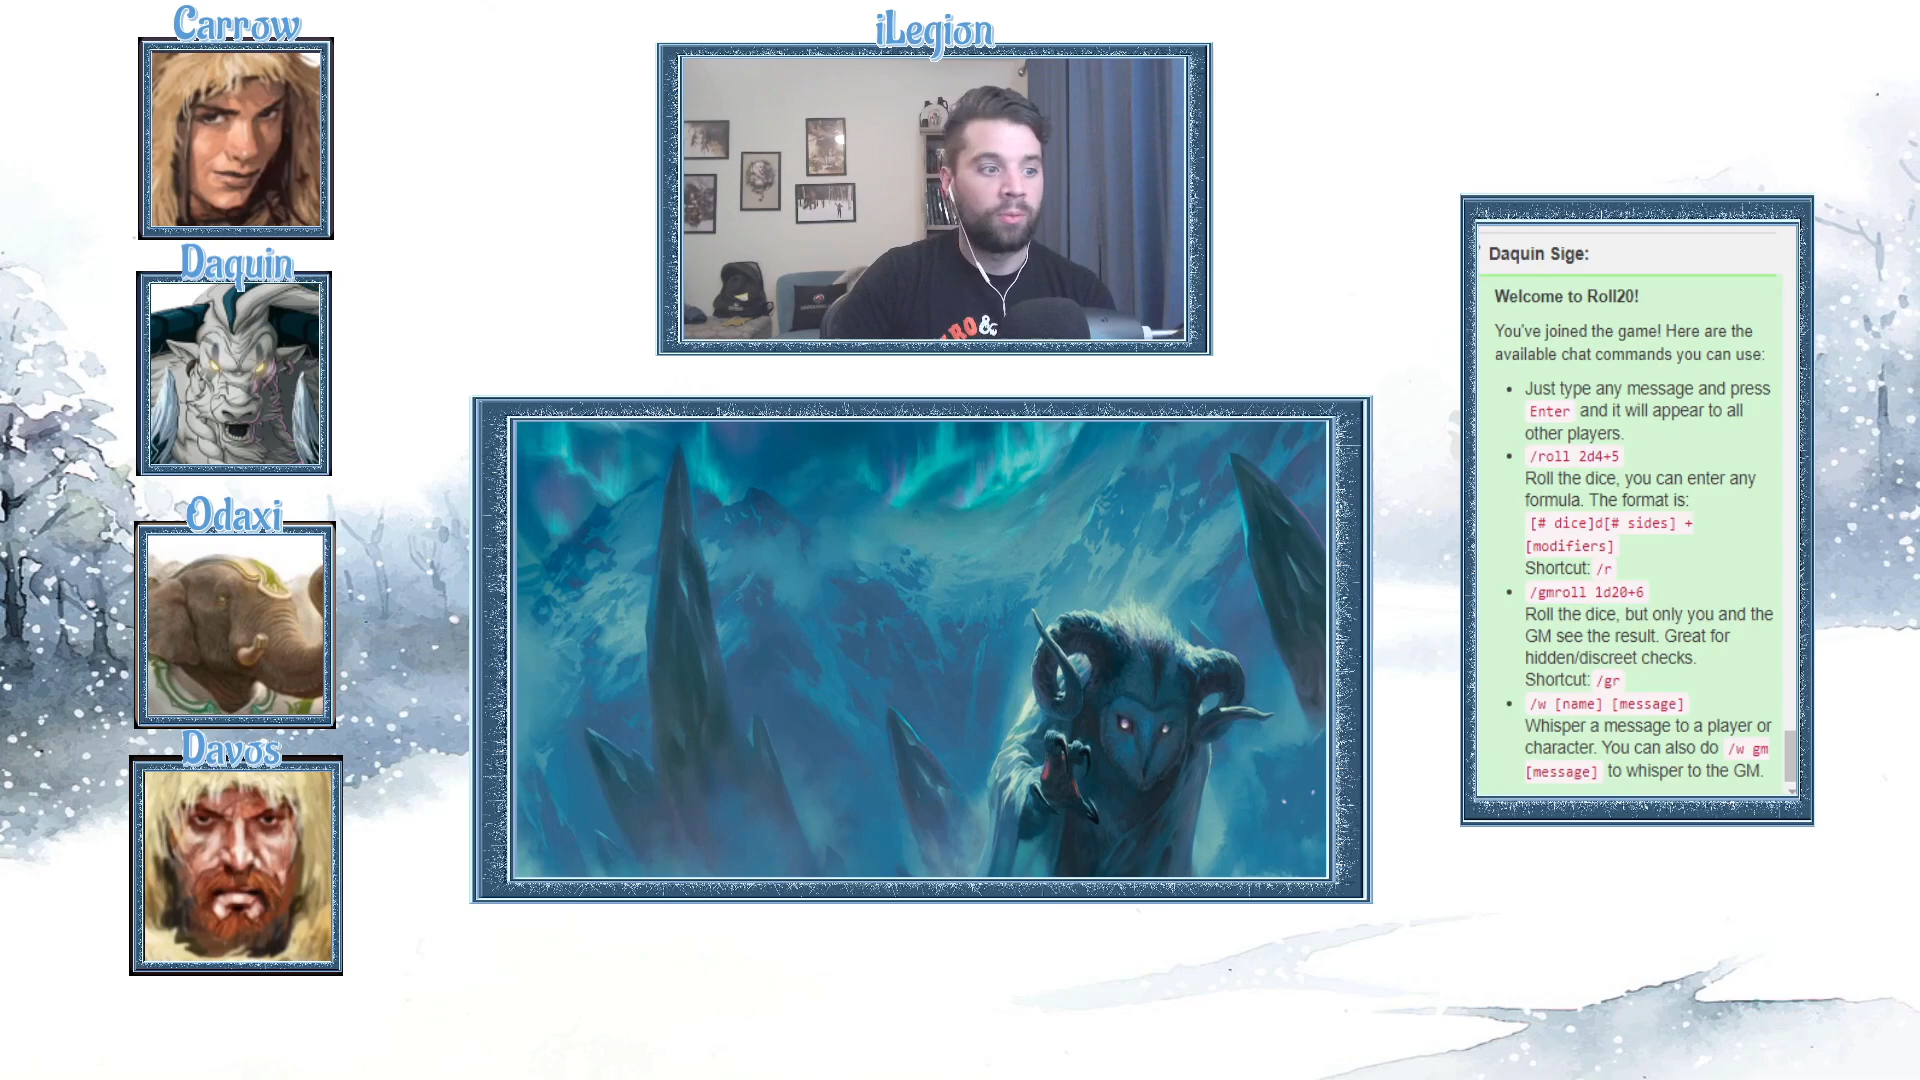 Carrow
iLegion
Daquin
Odaxi
Davos
RO&
Daquin Sige:
Welcome to Roll20!
You've joined the game! Here are the
available chat commands you can use:
• Just type any message and press
Enter and it will appear to all
other players.
• /roll 2d4+5
Roll the dice, you can enter any
formula. The format is:
[# dice]d[# sides] +
[modifiers]
Shortcut: /r
• /gmroll 1d20+6
Roll the dice, but only you and the
GM see the result. Great for
hidden/discreet checks.
Shortcut: /gr
• /w [name] [message]
Whisper a message to a player or
character. You can also do /w gm
[message] to whisper to the GM.